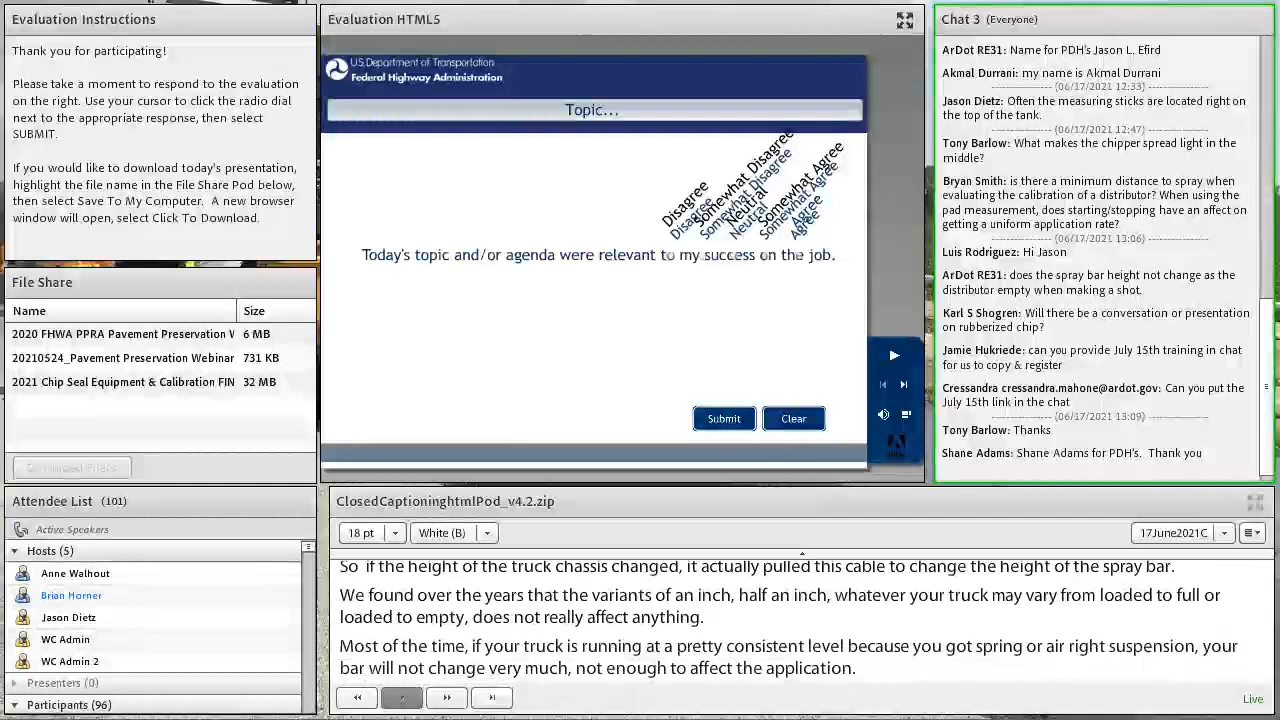 Evaluation Instructions
Thank you for participating!
Please take a moment to respond to the evaluation
on the right. Use your cursor to click the radio dial
next to the appropriate response, then select
SUBMIT.
If you would like to download today's presentation,
highlight the file name in the File Share Pod below,
then select Save To My Computer. A new browser
window will open, select Click To Download.
File Share
Name Size
2020 FHWA PPRA Pavement Preservation V 6 MB
20210524_Pavement Preservation Webinar 731 KB
2021 Chip Seal Equipment & Calibration FIN 32 MB
Attendee List (101)
Active Speakers
Hosts (5)
Anne Walhout
Brian Horner
Jason Dietz
WC Admin
WC Admin 2
Presenters (0)
Participants (96)
Evaluation HTML5
U.S. Department of Transportation
Federal Highway Administration
Topic...
Disagree
Somewhat Disagree
Neutral
Somewhat Agree
Agree
Disagree
Somewhat Disagree
Neutral
Somewhat Agree
Agree
Today's topic and/or agenda were relevant to my success on the job.
Submit Clear
Chat 3 (Everyone)
ArDot RE31: Name for PDH's Jason L. Efird
Akmal Durrani: my name is Akmal Durrani
(06/17/2021 12:33)
Jason Dietz: Often the measuring sticks are located right on
the top of the tank.
(06/17/2021 12:47)
Tony Barlow: What makes the chipper spread light in the
middle?
Bryan Smith: is there a minimum distance to spray when
evaluating the calibration of a distributor? When using the
pad measurement, does starting/stopping have an affect on
getting a uniform application rate?
(06/17/2021 13:06)
Luis Rodriguez: Hi Jason
ArDot RE31: does the spray bar height not change as the
distributor empty when making a shot.
Karl S Shogren: Will there be a conversation or presentation
on rubberized chip?
Jamie Hukriede: can you provide July 15th training in chat
for us to copy & register
Cressandra cressandra.mahone@ardot.gov: Can you put the
July 15th link in the chat
(06/17/2021 13:09)
Tony Barlow: Thanks
Shane Adams: Shane Adams for PDH's. Thank you
ClosedCaptioninghtmlPod_v4.2.zip
18 pt White (B) 17June2021C
So if the height of the truck chassis changed, it actually pulled this cable to change the height of the spray bar.
We found over the years that the variants of an inch, half an inch, whatever your truck may vary from loaded to full or
loaded to empty, does not really affect anything.
Most of the time, if your truck is running at a pretty consistent level because you got spring or air right suspension, your
bar will not change very much, not enough to affect the application.
Live